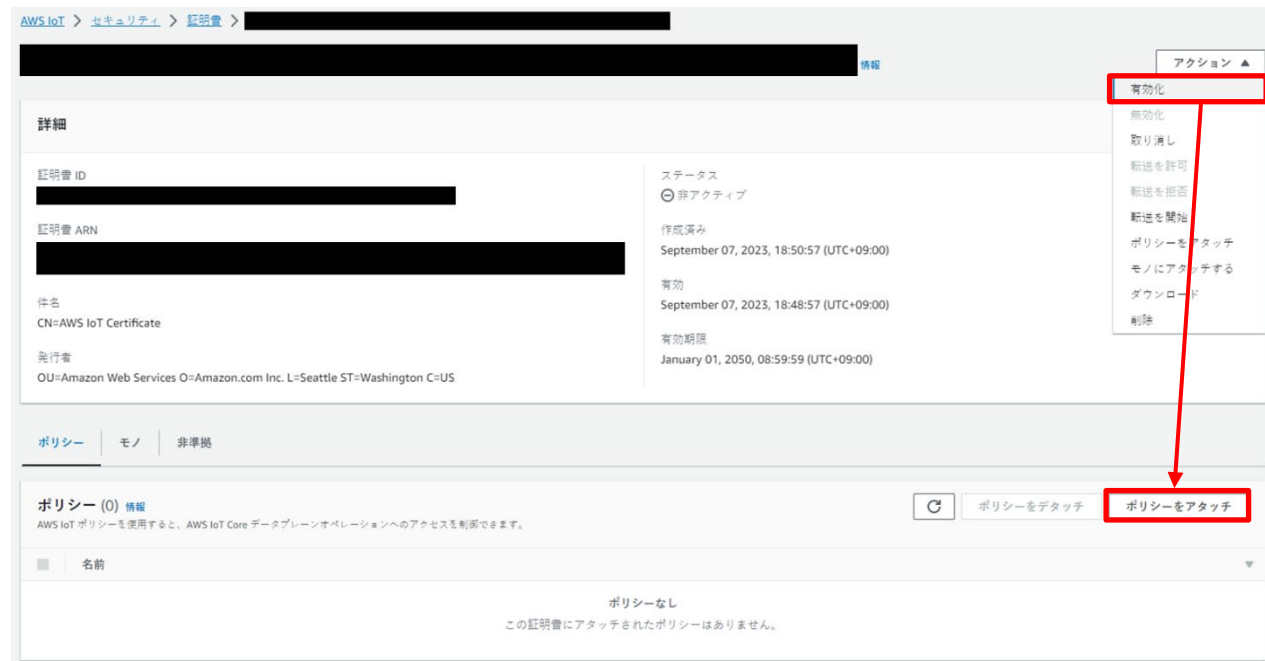 AWS IoT > セキュリティ > 証明書 >
情報
アクション ▲
有効化
無効化
取り消し
転送を許可
転送を拒否
転送を開始
ポリシーをアタッチ
モノにアタッチする
ダウンロード
削除
詳細
証明書 ID
証明書 ARN
件名
CN=AWS IoT Certificate
発行者
OU=Amazon Web Services O=Amazon.com Inc. L=Seattle ST=Washington C=US
ステータス
非アクティブ
作成済み
September 07, 2023, 18:50:57 (UTC+09:00)
有効
September 07, 2023, 18:48:57 (UTC+09:00)
有効期限
January 01, 2050, 08:59:59 (UTC+09:00)
ポリシー モノ 非準拠
ポリシー (0) 情報
AWS IoT ポリシーを使用すると、AWS IoT Core データプレーンオペレーションへのアクセスを制御できます。
ポリシーをデタッチ
ポリシーをアタッチ
名前
ポリシーなし
この証明書にアタッチされたポリシーはありません。